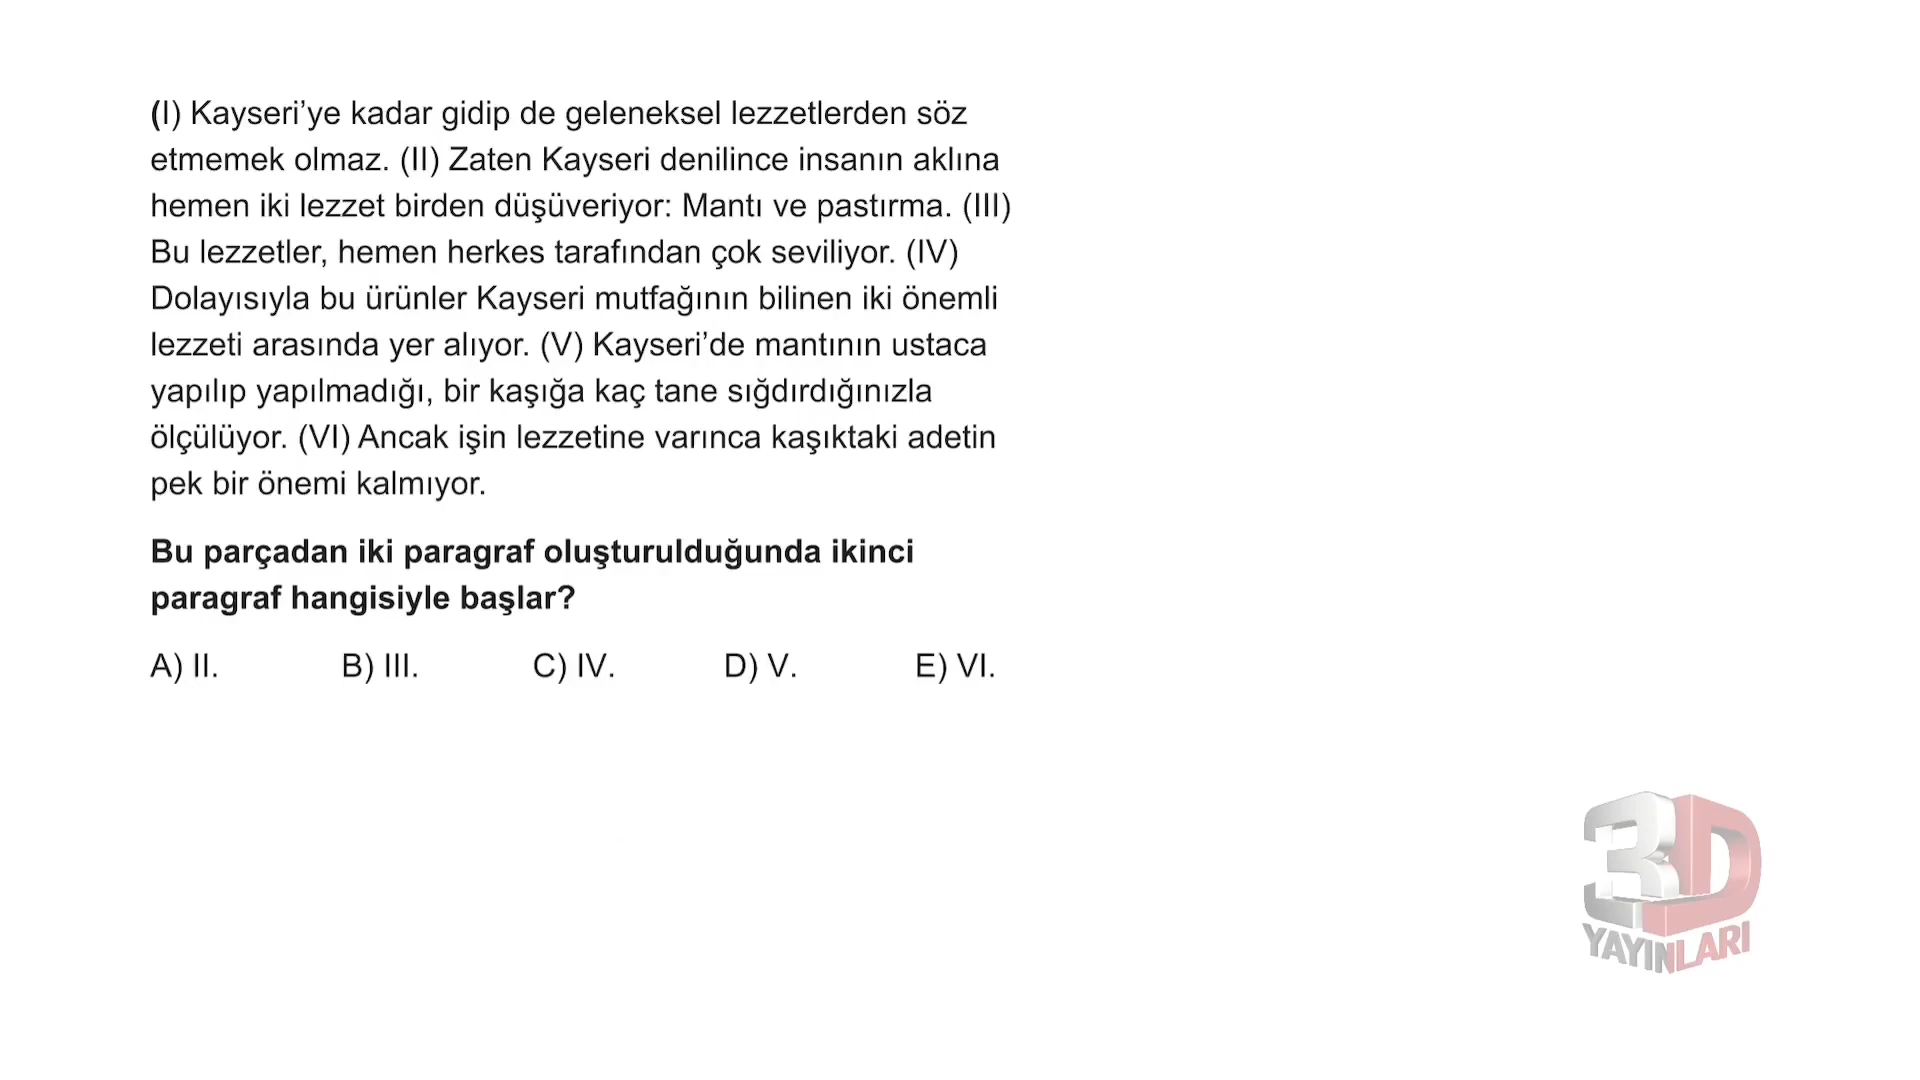 (I) Kayseri’ye kadar gidip de geleneksel lezzetlerden söz
etmemek olmaz. (II) Zaten Kayseri denilince insanın aklına
hemen iki lezzet birden düşüveriyor: Mantı ve pastırma. (III)
Bu lezzetler, hemen herkes tarafından çok seviliyor. (IV)
Dolayısıyla bu ürünler Kayseri mutfağının bilinen iki önemli
lezzeti arasında yer alıyor. (V) Kayseri’de mantının ustaca
yapılıp yapılmadığı, bir kaşığa kaç tane sığdırdığınızla
ölçülüyor. (VI) Ancak işin lezzetine varınca kaşıktaki adetin
pek bir önemi kalmıyor.
Bu parçadan iki paragraf oluşturulduğunda ikinci
paragraf hangisiyle başlar?
A) II. B) III. C) IV. D) V. E) VI.
3D
YAYINLARI